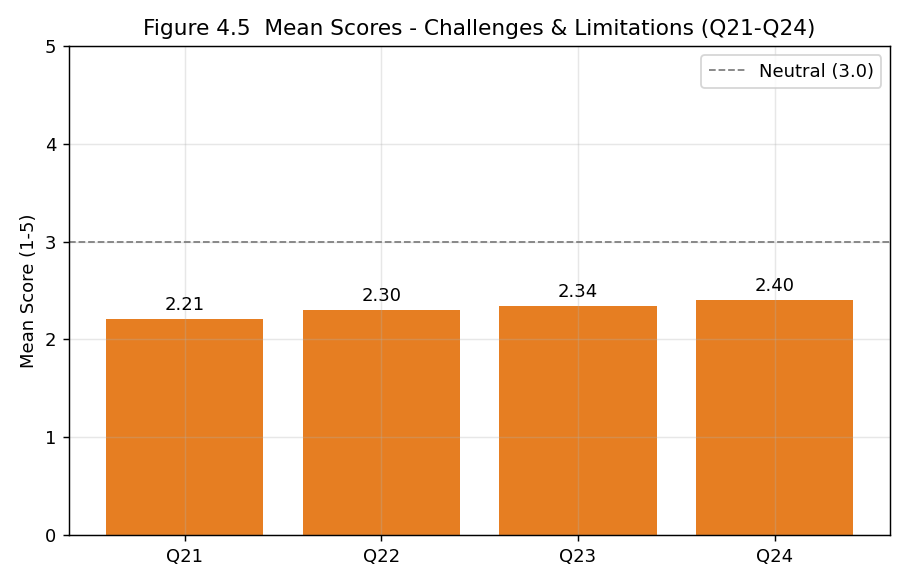 Figure 4.5  Mean Scores - Challenges & Limitations (Q21-Q24)
Neutral (3.0)
Mean Score (1-5)
5
4
3
2
1
0
2.21
2.30
2.34
2.40
Q21
Q22
Q23
Q24